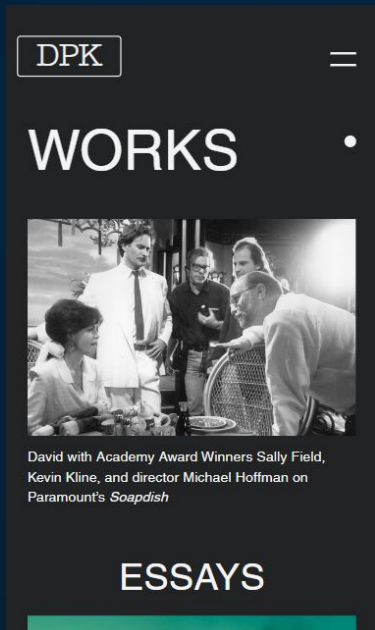 DPK
WORKS
David with Academy Award Winners Sally Field,
Kevin Kline, and director Michael Hoffman on
Paramount's Soapdish
ESSAYS